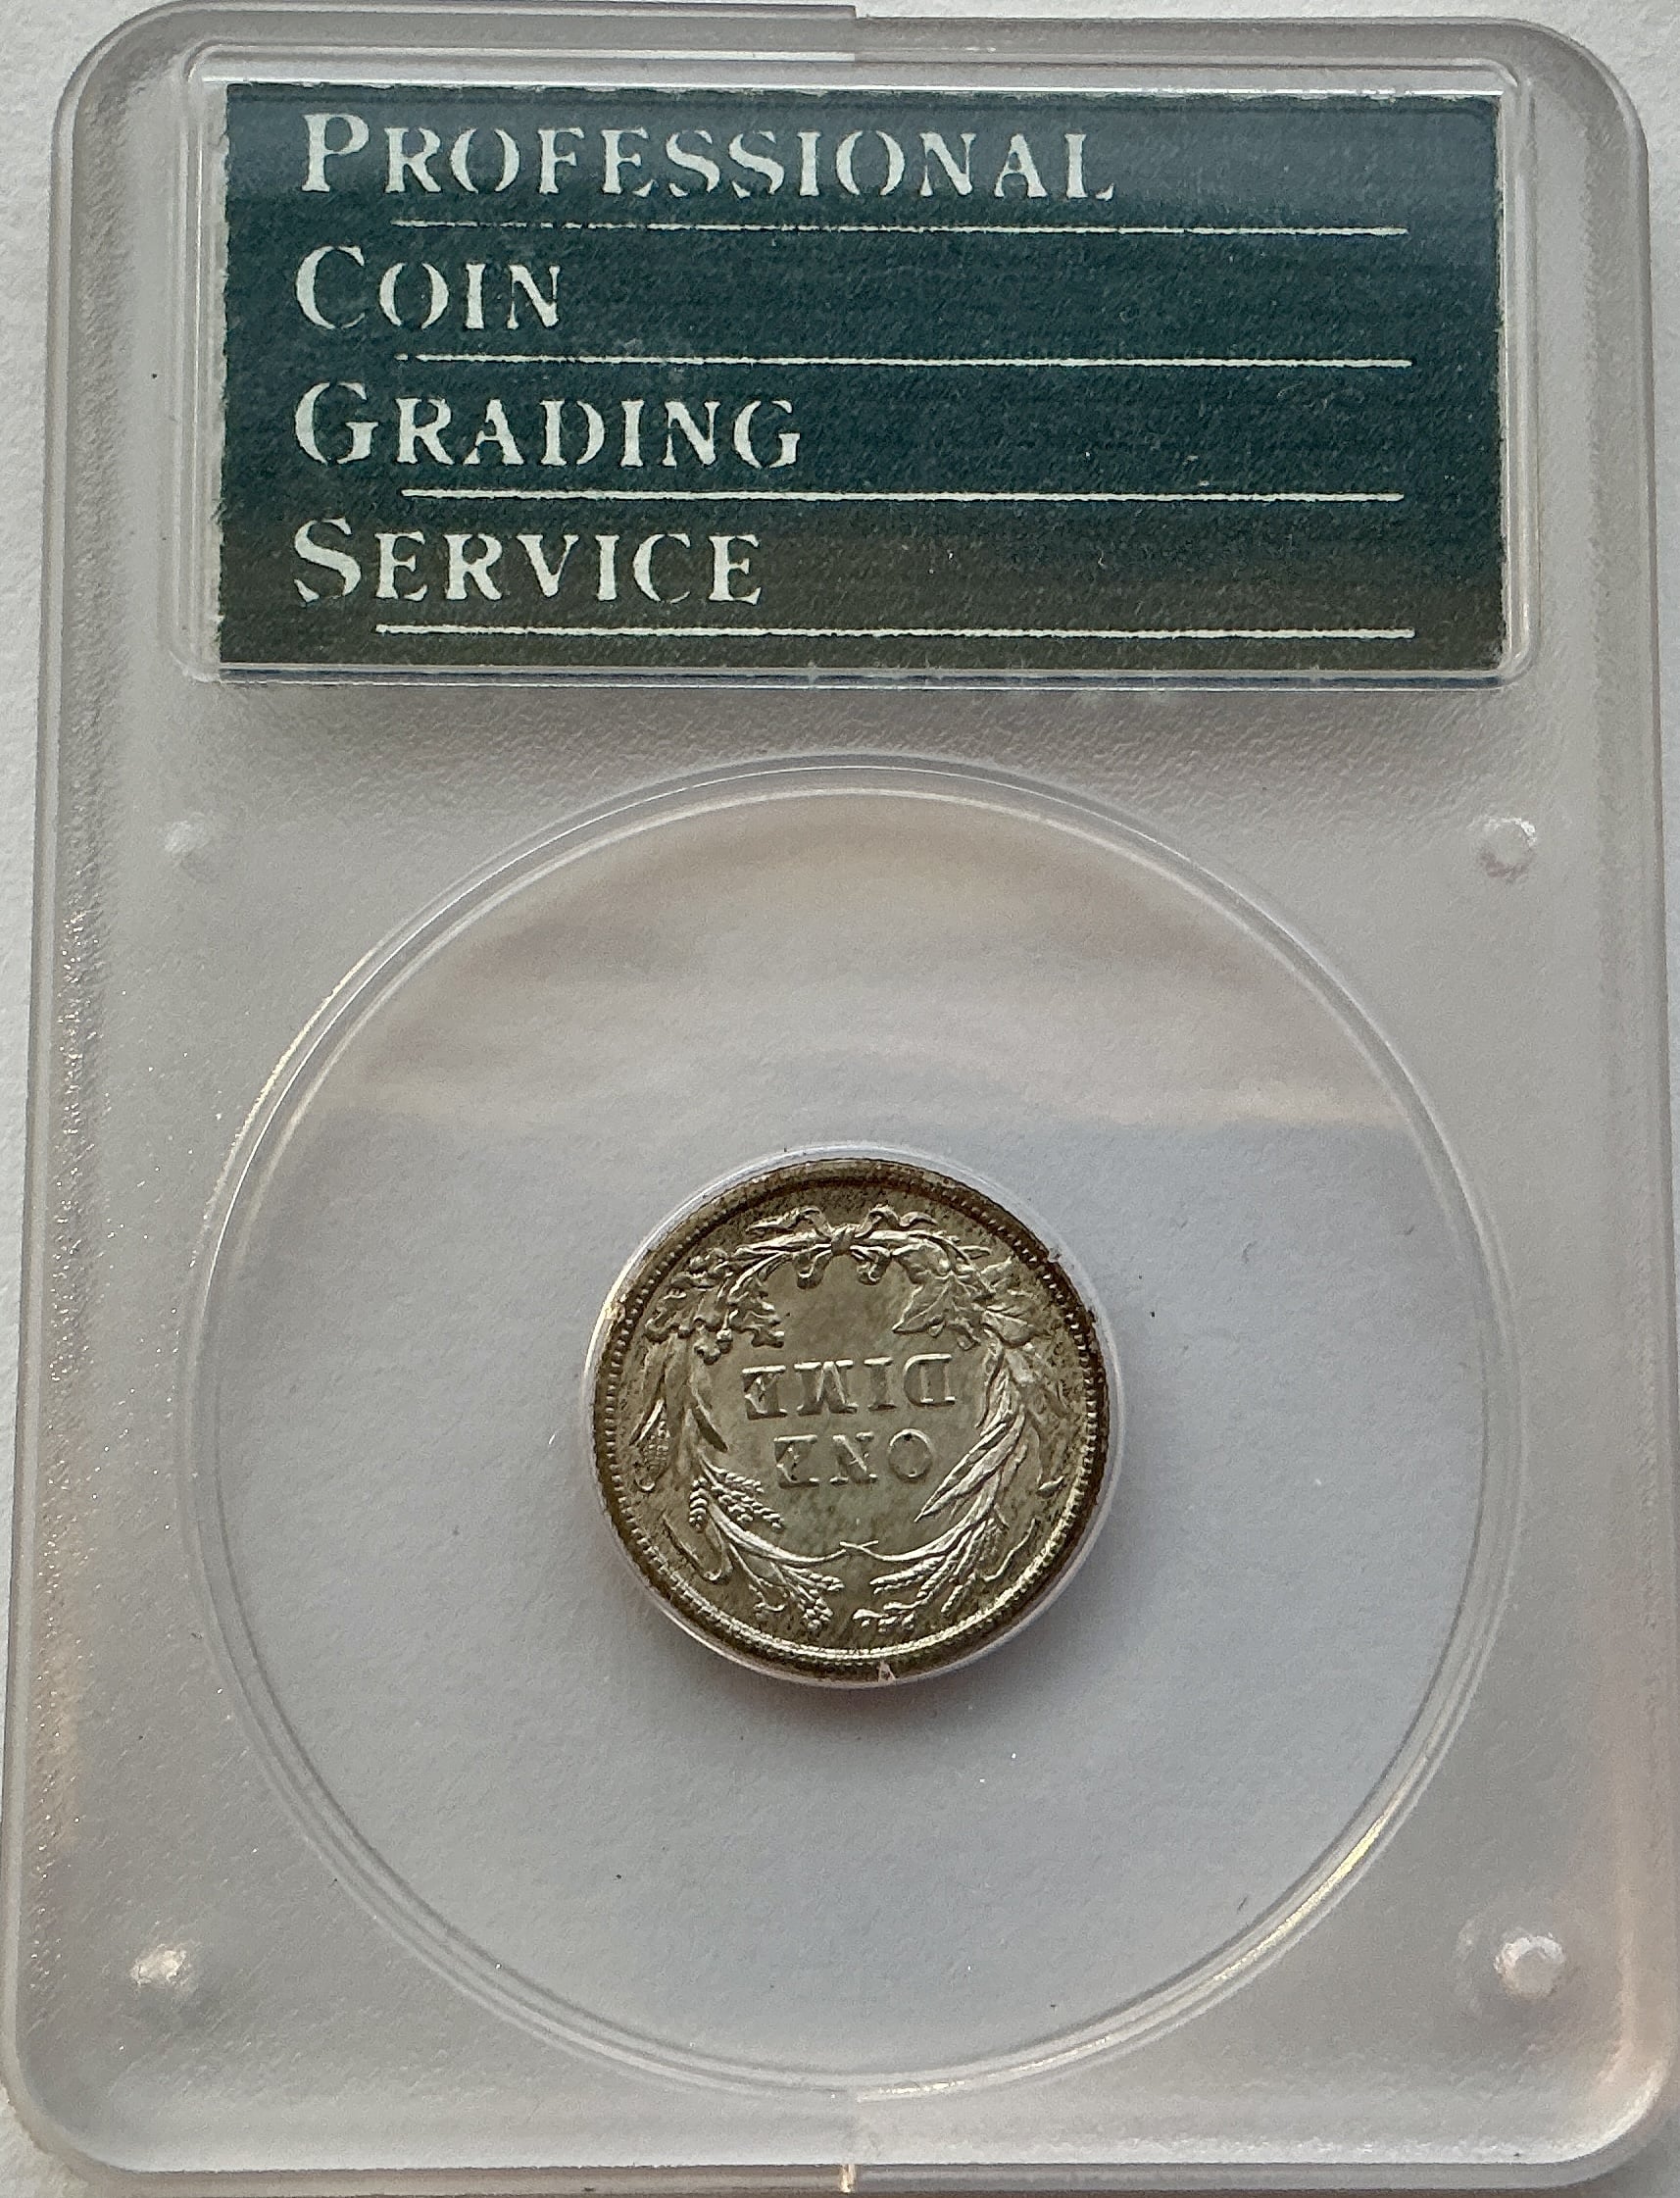 PROFESSIONAL
COIN
GRADING
SERVICE
ONE
DIME